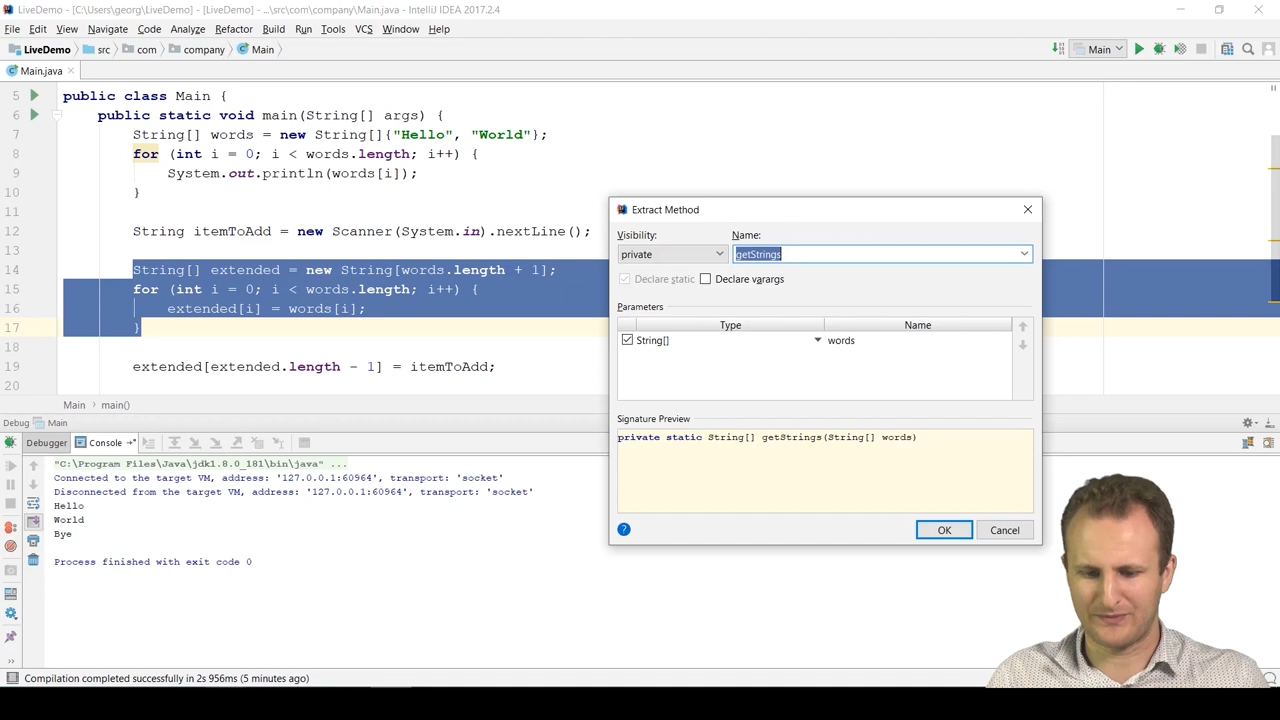 LiveDemo - [C:\Users\georg\LiveDemo] - [LiveDemo] - ...\src\com\company\Main.java - IntelliJ IDEA 2017.2.4
File Edit View Navigate Code Analyze Refactor Build Run Tools VCS Window Help
LiveDemo src com company Main Main
Main.java
5 public class Main {
6 public static void main(String[] args) {
7 String[] words = new String[]{"Hello", "World"};
8 for (int i = 0; i < words.length; i++) {
9 System.out.println(words[i]);
10 }
11
12 String itemToAdd = new Scanner(System.in).nextLine();
13
14 String[] extended = new String[words.length + 1];
15 for (int i = 0; i < words.length; i++) {
16 extended[i] = words[i];
17 }
18
19 extended[extended.length - 1] = itemToAdd;
20
Main main()
Extract Method
Visibility: Name:
private getStrings
Declare static Declare varargs
Parameters
Type Name
String[] words
Signature Preview
private static String[] getStrings(String[] words)
? OK Cancel
Debug Main
Debugger Console
"C:\Program Files\Java\jdk1.8.0_181\bin\java" ...
Connected to the target VM, address: '127.0.0.1:60964', transport: 'socket'
Disconnected from the target VM, address: '127.0.0.1:60964', transport: 'socket'
Hello
World
Bye
Process finished with exit code 0
Compilation completed successfully in 2s 956ms (5 minutes ago)